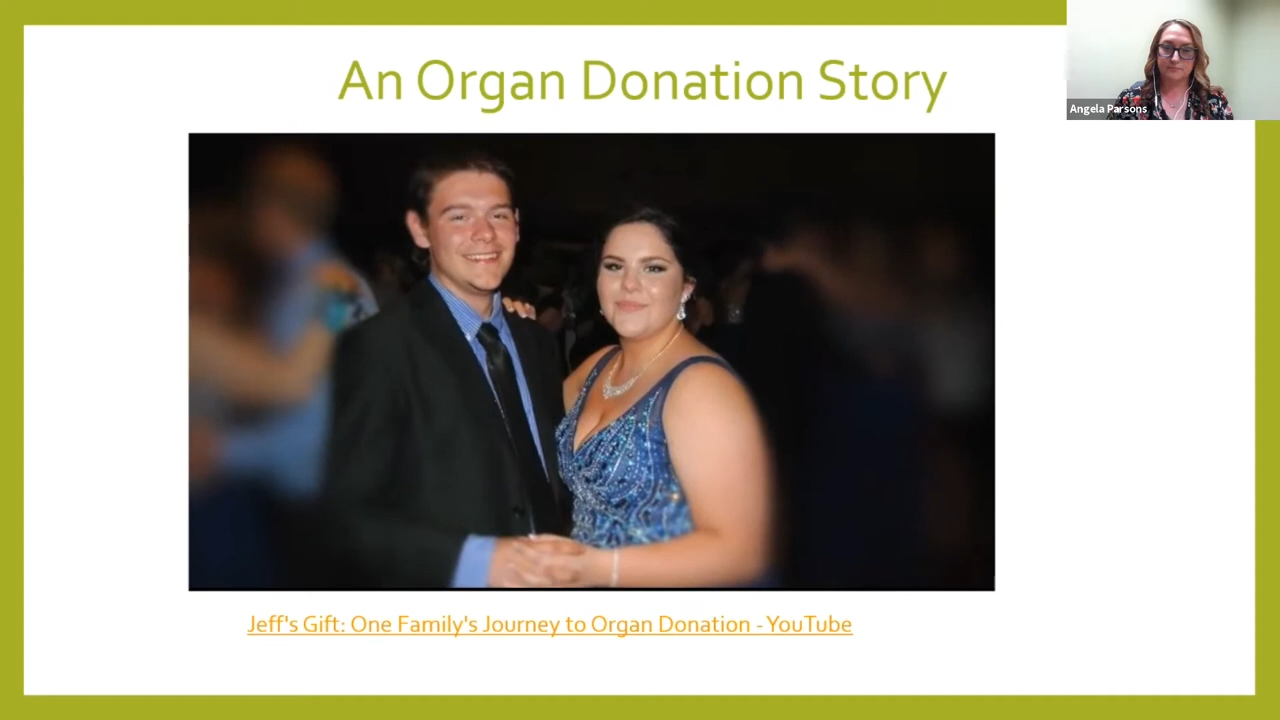 An Organ Donation Story
Angela Parsons
Jeff's Gift: One Family's Journey to Organ Donation - YouTube